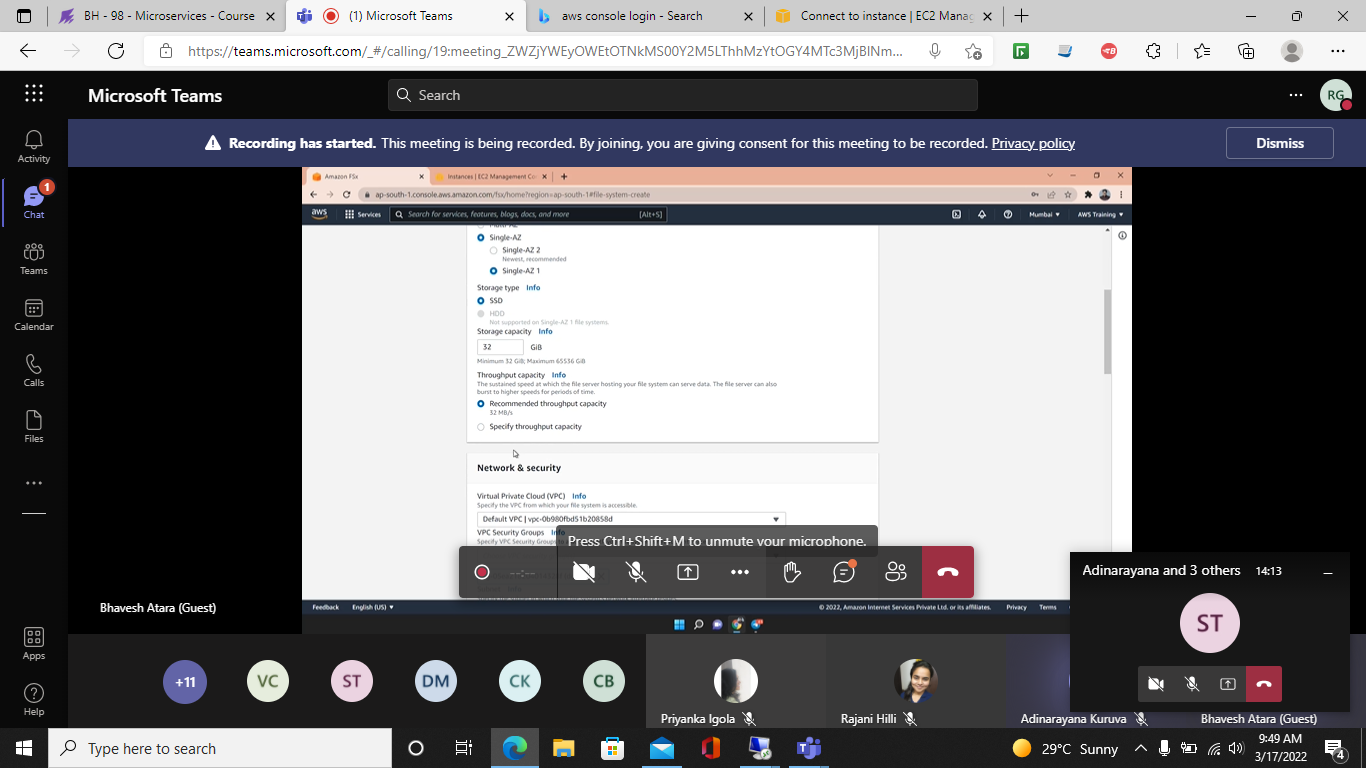 BH - 98 - Microservices - Course
(1) Microsoft Teams
aws console login - Search
Connect to instance | EC2 Manag
https://teams.microsoft.com/_#/calling/19:meeting_ZWZjYWEyOWEtOTNkMS00Y2M5LThhMzYtOGY4MTc3MjBlNm...
Microsoft Teams
Search
RG
Activity
Chat
1
Teams
Calendar
Calls
Files
Apps
Help
Recording has started. This meeting is being recorded. By joining, you are giving consent for this meeting to be recorded. Privacy policy
Dismiss
Amazon FSx
Instances | EC2 Management Co
ap-south-1.console.aws.amazon.com/fsx/home?region=ap-south-1#file-system-create
aws
Services
Search for services, features, blogs, docs, and more
[Alt+S]
Mumbai
AWS Training
Multi-AZ
Single-AZ
Single-AZ 2
Newest, recommended
Single-AZ 1
Storage type Info
SSD
HDD
Not supported on Single-AZ 1 file systems.
Storage capacity Info
32 GiB
Minimum 32 GiB; Maximum 65536 GiB
Throughput capacity Info
The sustained speed at which the file server hosting your file system can serve data. The file server can also
burst to higher speeds for periods of time.
Recommended throughput capacity
32 MB/s
Specify throughput capacity
Network & security
Virtual Private Cloud (VPC) Info
Specify the VPC from which your file system is accessible.
Default VPC | vpc-0b980fbd51b20858d
VPC Security Groups Info
Specify VPC Security Groups to
Press Ctrl+Shift+M to unmute your microphone.
--:--
Feedback
English (US)
© 2022, Amazon Internet Services Private Ltd. or its affiliates.
Privacy
Terms
Bhavesh Atara (Guest)
Adinarayana and 3 others
14:13
ST
+11
VC
ST
DM
CK
CB
Priyanka Igola
Rajani Hilli
Adinarayana Kuruva
Bhavesh Atara (Guest)
Type here to search
29°C Sunny
9:49 AM
3/17/2022
4